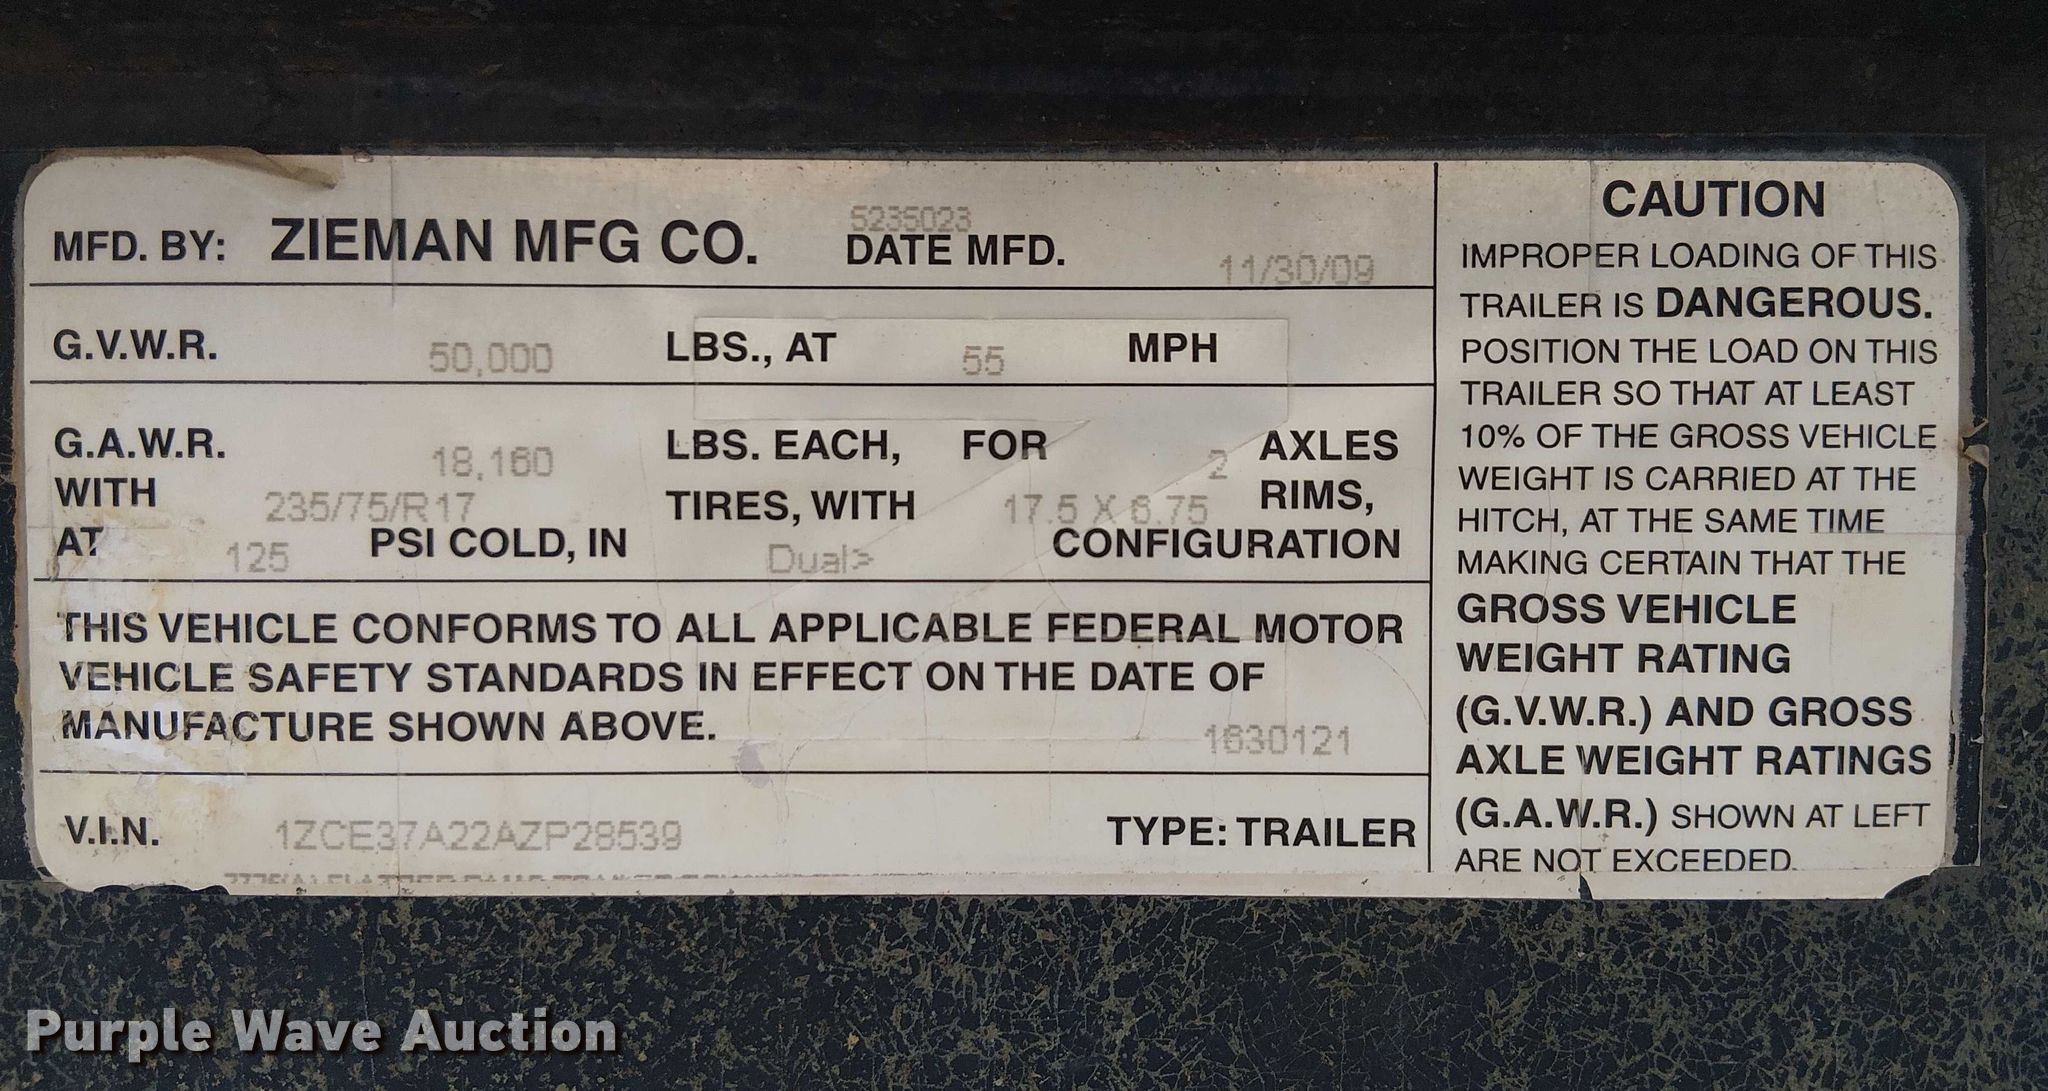 5235023
MFD. BY: ZIEMAN MFG CO. DATE MFD. 11/30/09
G.V.W.R. 50,000 LBS., AT 55 MPH
G.A.W.R. 18,160 LBS. EACH, FOR 2 AXLES
WITH 235/75/R17 TIRES, WITH 17.5 X 6.75 RIMS,
AT 125 PSI COLD, IN Dual> CONFIGURATION
THIS VEHICLE CONFORMS TO ALL APPLICABLE FEDERAL MOTOR
VEHICLE SAFETY STANDARDS IN EFFECT ON THE DATE OF
MANUFACTURE SHOWN ABOVE.
1630121
V.I.N. 1ZCE37A22AZP28539 TYPE: TRAILER
CAUTION
IMPROPER LOADING OF THIS
TRAILER IS DANGEROUS.
POSITION THE LOAD ON THIS
TRAILER SO THAT AT LEAST
10% OF THE GROSS VEHICLE
WEIGHT IS CARRIED AT THE
HITCH, AT THE SAME TIME
MAKING CERTAIN THAT THE
GROSS VEHICLE
WEIGHT RATING
(G.V.W.R.) AND GROSS
AXLE WEIGHT RATINGS
(G.A.W.R.) SHOWN AT LEFT
ARE NOT EXCEEDED.
Purple Wave Auction